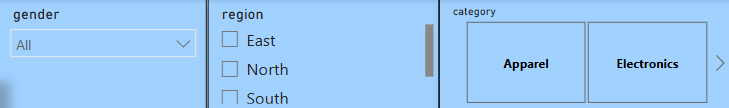 gender
All
region
East
North
South
category
Apparel
Electronics